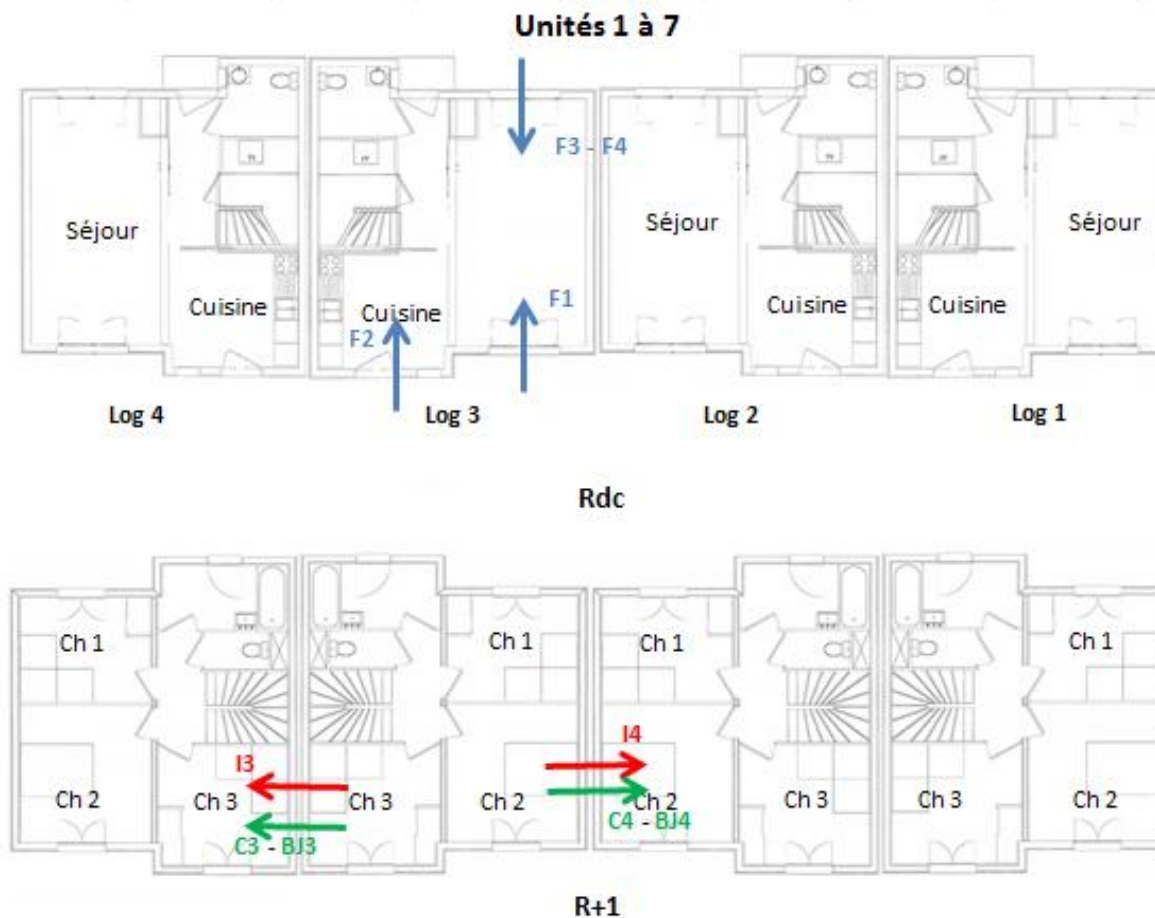 Unités 1 à 7
F3 - F4
Séjour
Séjour
Séjour
Cuisine
F2
Cuisine
F1
Cuisine
Cuisine
Log 4
Log 3
Log 2
Log 1
Rdc
Ch 1
Ch 1
Ch 1
Ch 1
I3
I4
Ch 2
Ch 3
Ch 3
Ch 2
Ch 2
Ch 3
Ch 3
Ch 2
C3 - BJ3
C4 - BJ4
R+1